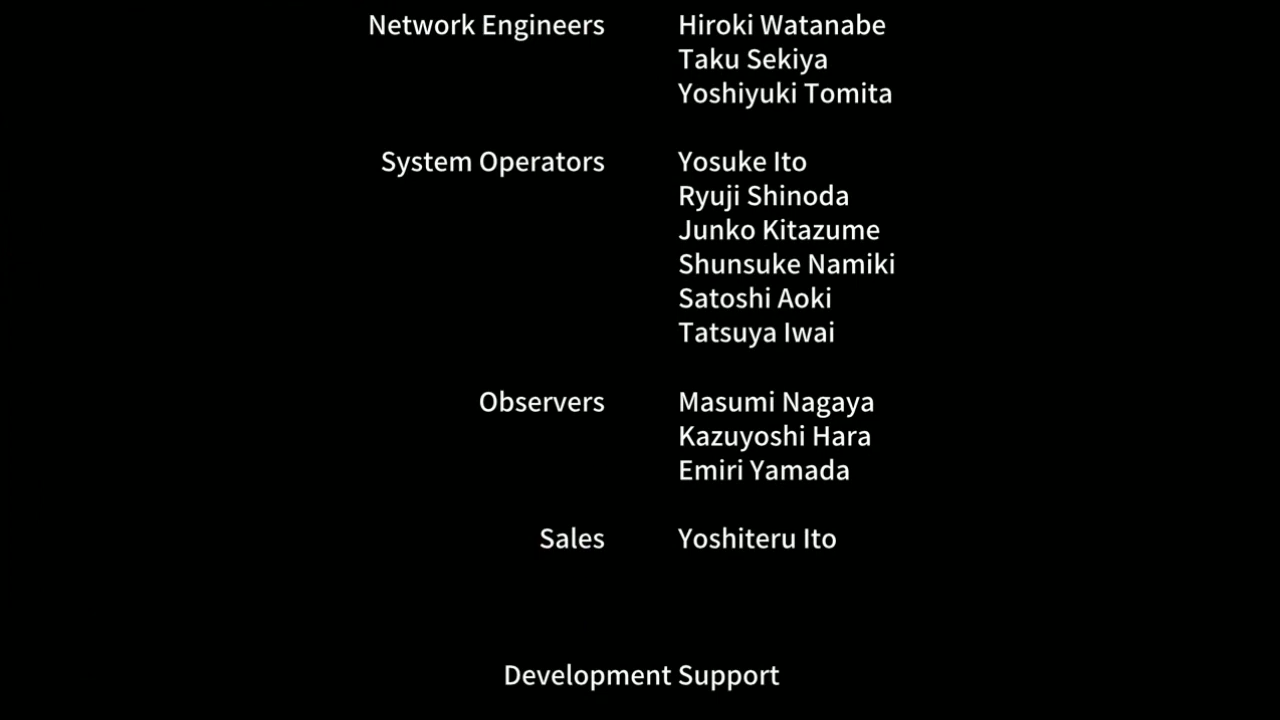 Network Engineers Hiroki Watanabe
Taku Sekiya
Yoshiyuki Tomita
System Operators Yosuke Ito
Ryuji Shinoda
Junko Kitazume
Shunsuke Namiki
Satoshi Aoki
Tatsuya Iwai
Observers Masumi Nagaya
Kazuyoshi Hara
Emiri Yamada
Sales Yoshiteru Ito
Development Support